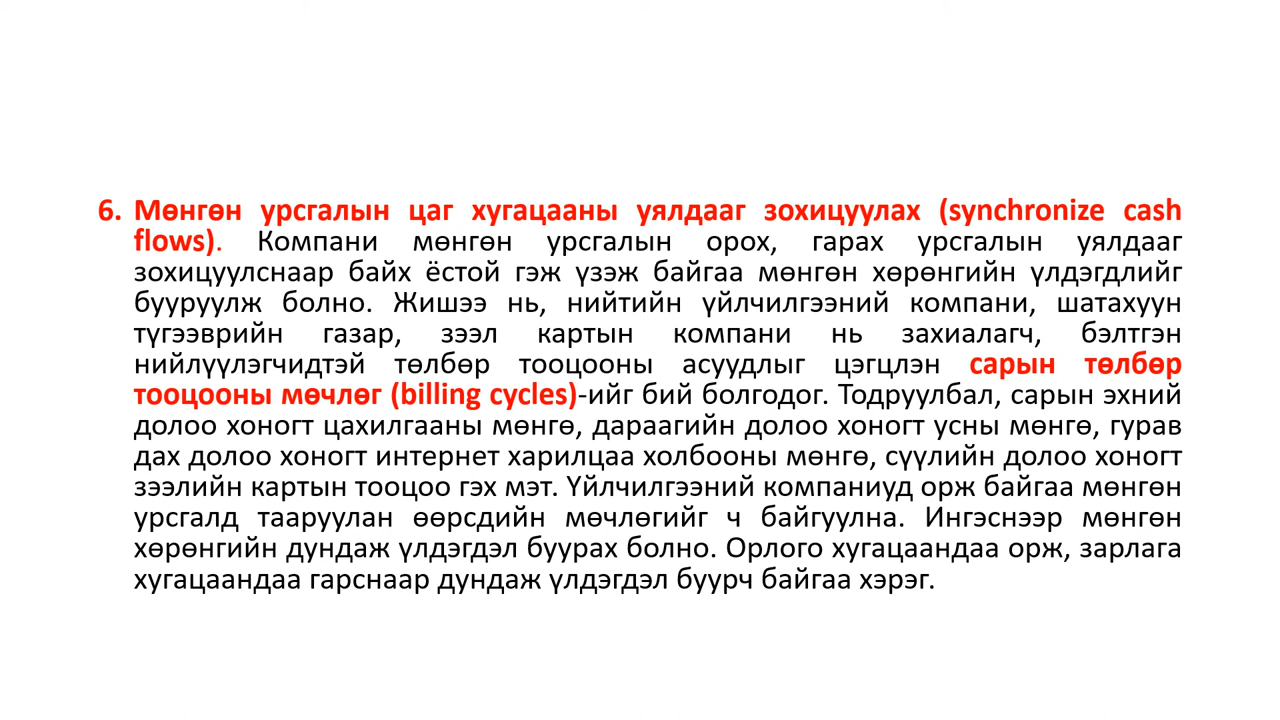 6. Мөнгөн урсгалын цаг хугацааны уялдааг зохицуулах (synchronize cash
flows). Компани мөнгөн урсгалын орох, гарах урсгалын уялдааг
зохицуулснаар байх ёстой гэж үзэж байгаа мөнгөн хөрөнгийн үлдэгдлийг
бууруулж болно. Жишээ нь, нийтийн үйлчилгээний компани, шатахуун
түгээврийн газар, зээл картын компани нь захиалагч, бэлтгэн
нийлүүлэгчидтэй төлбөр тооцооны асуудлыг цэгцлэн сарын төлбөр
тооцооны мөчлөг (billing cycles)-ийг бий болгодог. Тодруулбал, сарын эхний
долоо хоногт цахилгааны мөнгө, дараагийн долоо хоногт усны мөнгө, гурав
дах долоо хоногт интернет харилцаа холбооны мөнгө, сүүлийн долоо хоногт
зээлийн картын тооцоо гэх мэт. Үйлчилгээний компаниуд орж байгаа мөнгөн
урсгалд тааруулан өөрсдийн мөчлөгийг ч байгуулна. Ингэснээр мөнгөн
хөрөнгийн дундаж үлдэгдэл буурах болно. Орлого хугацаандаа орж, зарлага
хугацаандаа гарснаар дундаж үлдэгдэл буурч байгаа хэрэг.